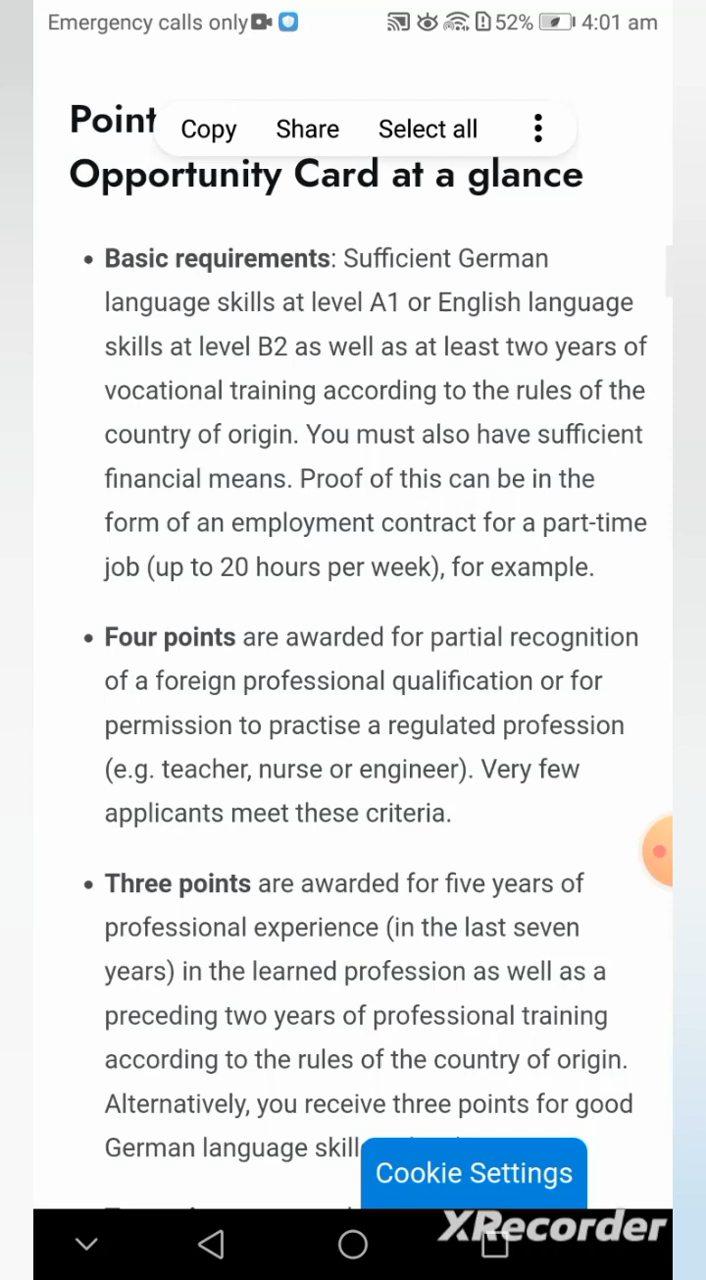 Emergency calls only 52% 4:01 am
Point
Copy Share Select all
Opportunity Card at a glance
• Basic requirements: Sufficient German
language skills at level A1 or English language
skills at level B2 as well as at least two years of
vocational training according to the rules of the
country of origin. You must also have sufficient
financial means. Proof of this can be in the
form of an employment contract for a part-time
job (up to 20 hours per week), for example.
• Four points are awarded for partial recognition
of a foreign professional qualification or for
permission to practise a regulated profession
(e.g. teacher, nurse or engineer). Very few
applicants meet these criteria.
• Three points are awarded for five years of
professional experience (in the last seven
years) in the learned profession as well as a
preceding two years of professional training
according to the rules of the country of origin.
Alternatively, you receive three points for good
German language skill
Cookie Settings
XRecorder